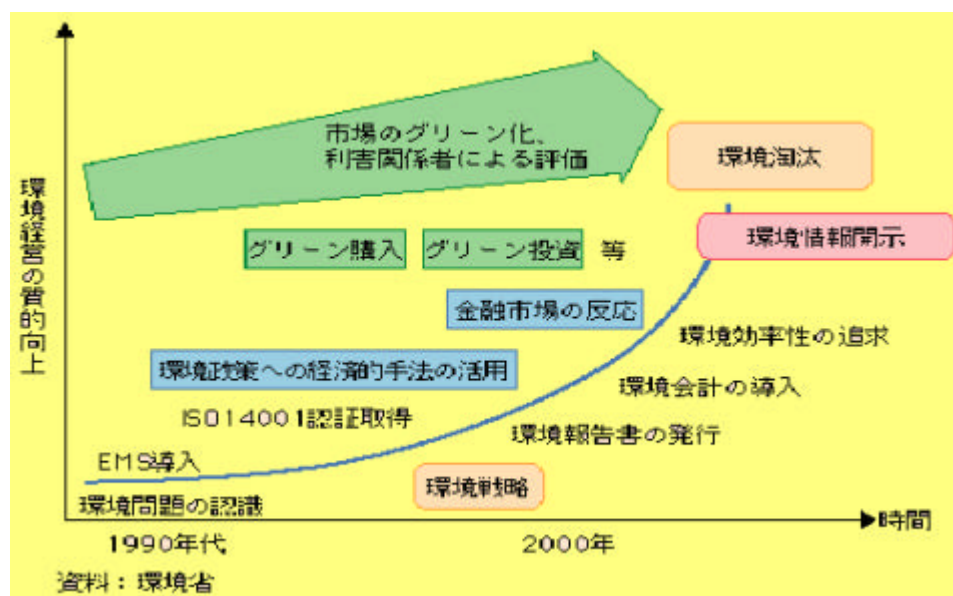 市場のグリーン化、
利害関係者による評価
環境淘汰
環境経営の質的向上
環境情報開示
グリーン購入 グリーン投資 等
金融市場の反応
環境効率性の追求
環境政策への経済的手法の活用
環境会計の導入
ISO14001認証取得
環境報告書の発行
EMS導入
環境戦略
環境問題の認識
時間
1990年代 2000年
資料：環境省